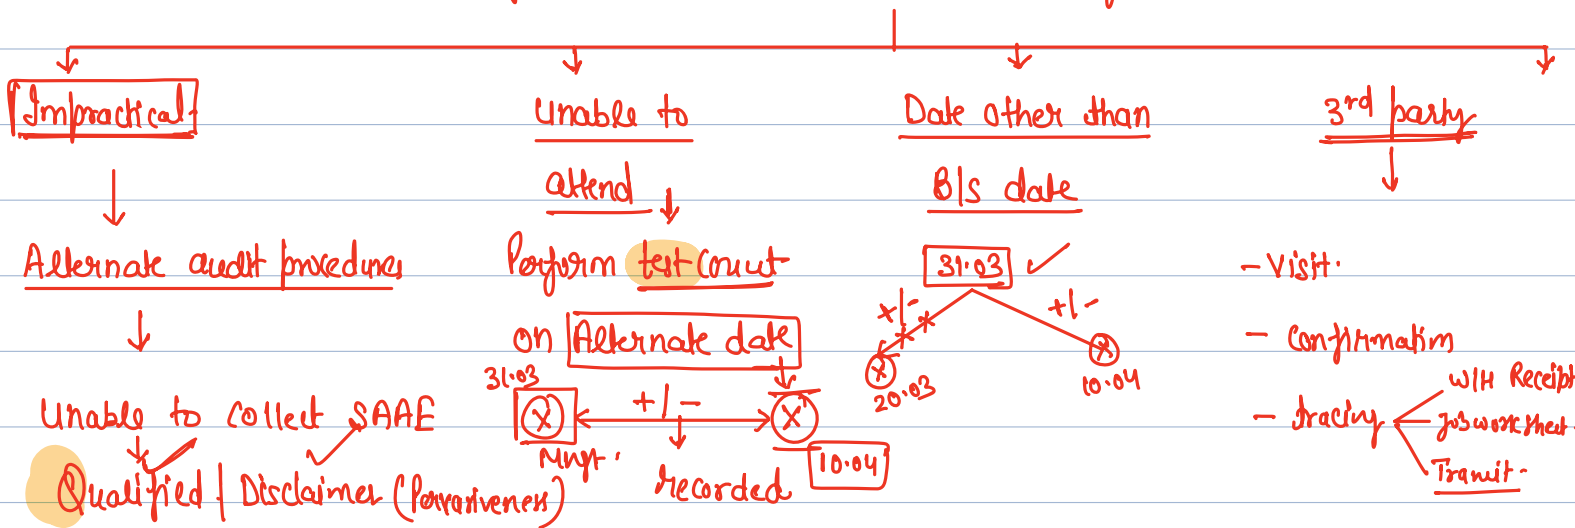 Impractical
Alternate audit procedures
Unable to collect SAAE
Qualified | Disclaimer (Pervasiveness)
Unable to
attend
Perform test count
on Alternate date
31.03
X
+/-
X
Mngt.
recorded
10.04
Date other than
B/s date
31.03
+/-
+/-
X
X
20.03
10.04
3rd party
- Visit.
- Confirmation
- tracing
W/H Receipt
Job work sheet.
Transit